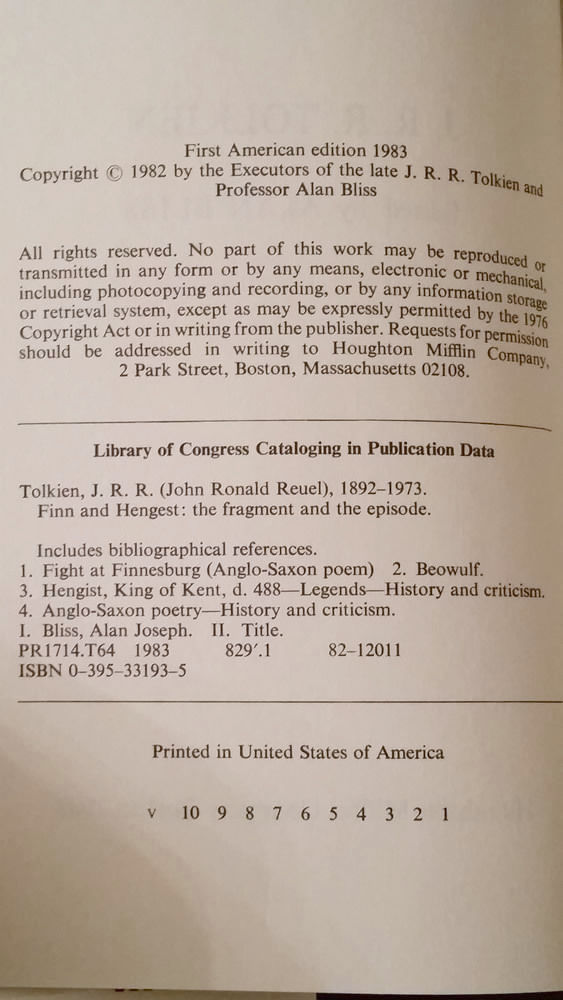 First American edition 1983
Copyright © 1982 by the Executors of the late J. R. R. Tolkien and
Professor Alan Bliss
All rights reserved. No part of this work may be reproduced or
transmitted in any form or by any means, electronic or mechanical,
including photocopying and recording, or by any information storage
or retrieval system, except as may be expressly permitted by the 1976
Copyright Act or in writing from the publisher. Requests for permission
should be addressed in writing to Houghton Mifflin Company,
2 Park Street, Boston, Massachusetts 02108.
Library of Congress Cataloging in Publication Data
Tolkien, J. R. R. (John Ronald Reuel), 1892–1973.
Finn and Hengest: the fragment and the episode.
Includes bibliographical references.
1. Fight at Finnesburg (Anglo-Saxon poem) 2. Beowulf.
3. Hengist, King of Kent, d. 488—Legends—History and criticism.
4. Anglo-Saxon poetry—History and criticism.
I. Bliss, Alan Joseph. II. Title.
PR1714.T64 1983 829′.1 82–12011
ISBN 0–395–33193–5
Printed in United States of America
V 10 9 8 7 6 5 4 3 2 1